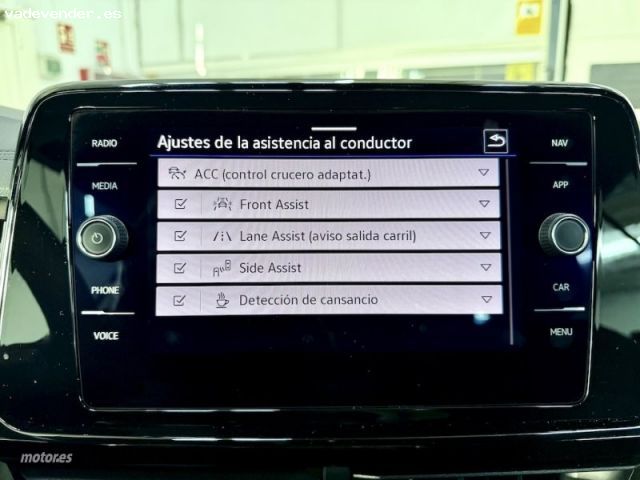 vadevender.es
RADIO
MEDIA
PHONE
VOICE
Ajustes de la asistencia al conductor
ACC (control crucero adaptat.)
Front Assist
Lane Assist (aviso salida carril)
Side Assist
Detección de cansancio
NAV
APP
CAR
MENU
motor.es